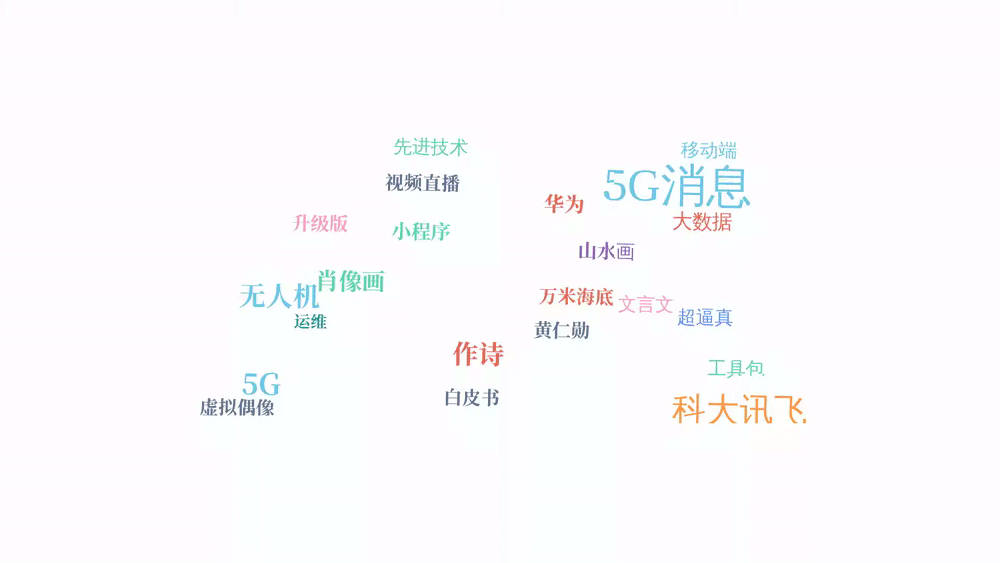 先进技术
移动端
视频直播
5G消息
华为
升级版
大数据
小程序
山水画
肖像画
无人机
万米海底
文言文
运维
超逼真
黄仁勋
作诗
工具包
5G
白皮书
虚拟偶像
科大讯飞